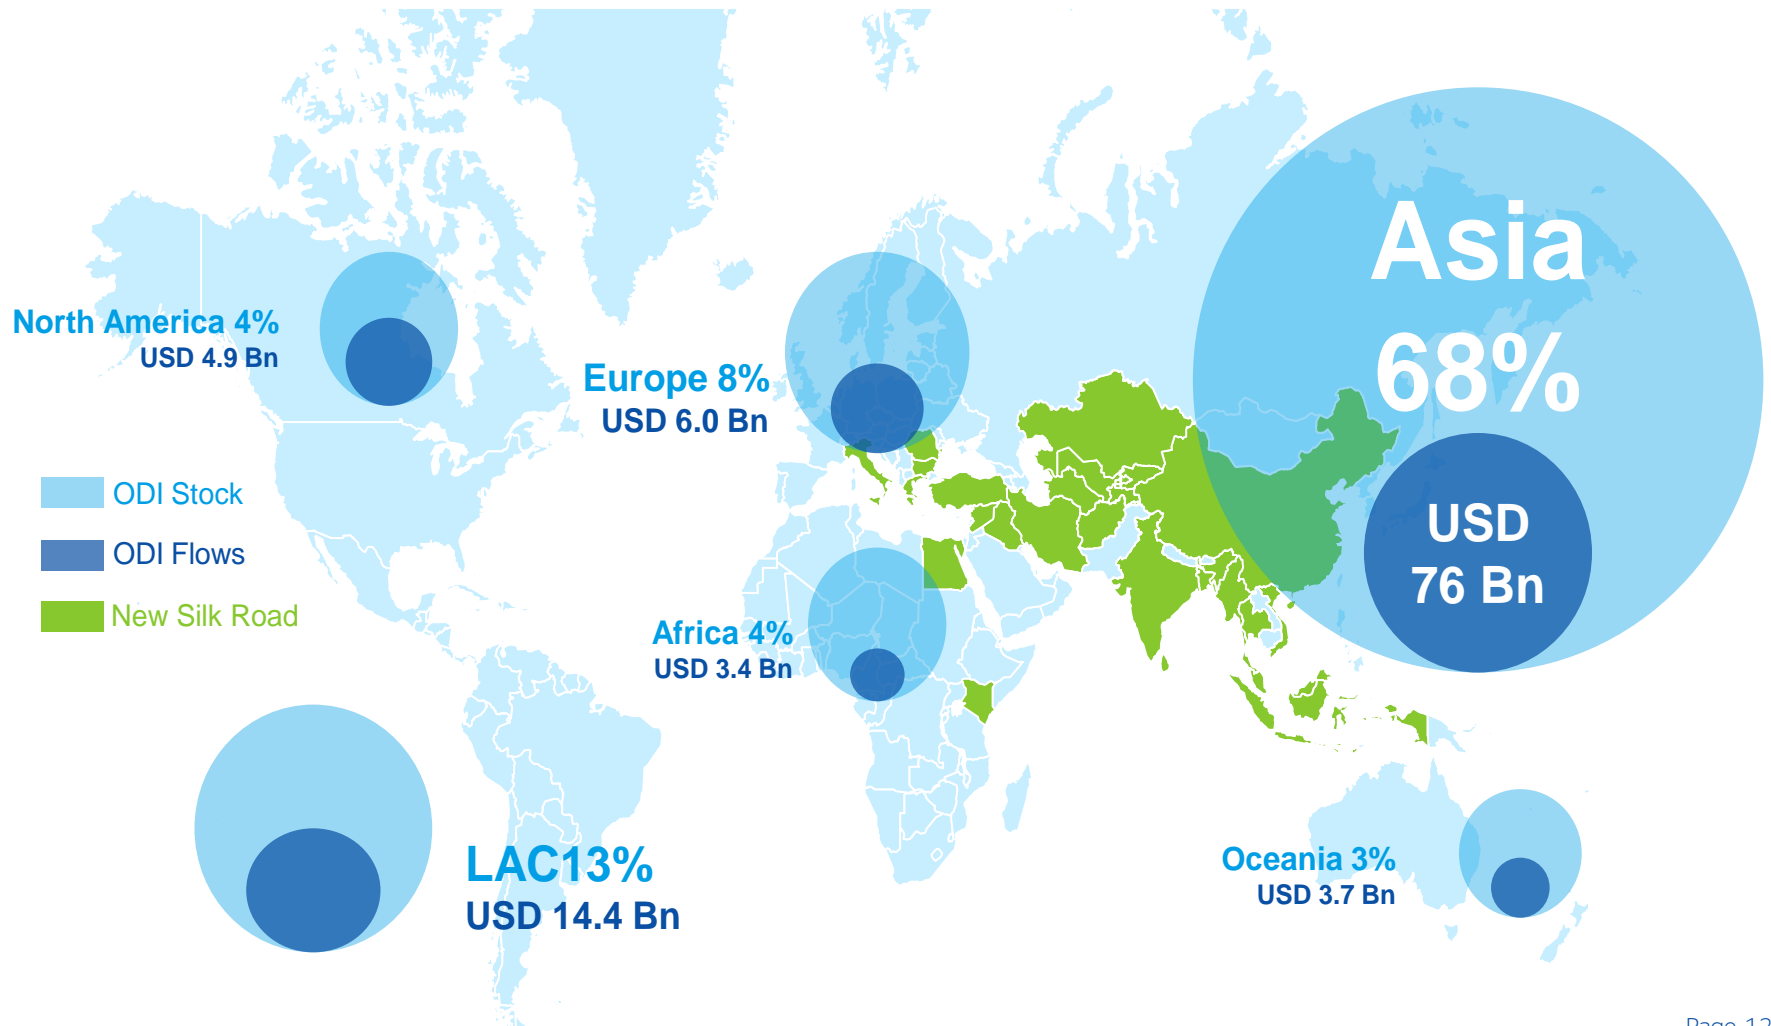 Asia
68%
USD
76 Bn
North America 4%
USD 4.9 Bn
Europe 8%
USD 6.0 Bn
ODI Stock
ODI Flows
New Silk Road
Africa 4%
USD 3.4 Bn
LAC13%
USD 14.4 Bn
Oceania 3%
USD 3.7 Bn
Page 12